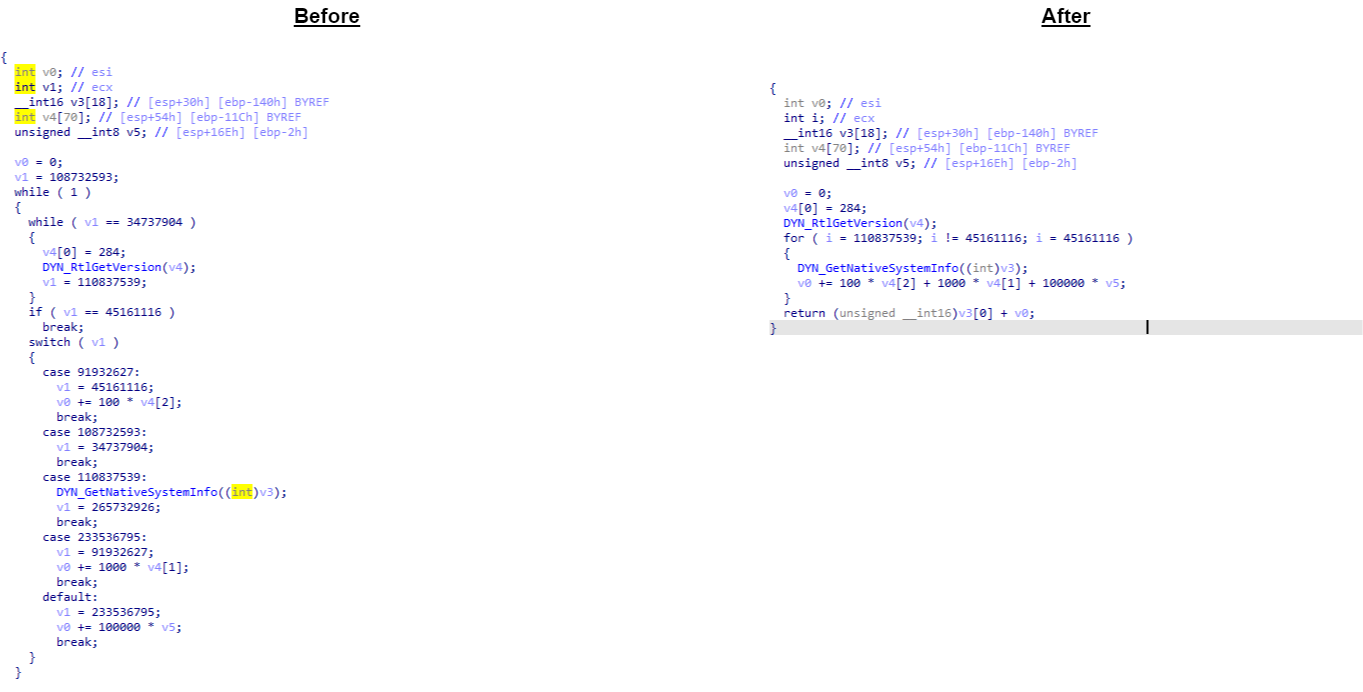 Before
{
  int v0; // esi
  int v1; // ecx
  __int16 v3[18]; // [esp+30h] [ebp-140h] BYREF
  int v4[70]; // [esp+54h] [ebp-11Ch] BYREF
  unsigned __int8 v5; // [esp+16Eh] [ebp-2h]

  v0 = 0;
  v1 = 108732593;
  while ( 1 )
  {
    while ( v1 == 34737904 )
    {
      v4[0] = 284;
      DYN_RtlGetVersion(v4);
      v1 = 110837539;
    }
    if ( v1 == 45161116 )
      break;
    switch ( v1 )
    {
      case 91932627:
        v1 = 45161116;
        v0 += 100 * v4[2];
        break;
      case 108732593:
        v1 = 34737904;
        break;
      case 110837539:
        DYN_GetNativeSystemInfo((int)v3);
        v1 = 265732926;
        break;
      case 233536795:
        v1 = 91932627;
        v0 += 1000 * v4[1];
        break;
      default:
        v1 = 233536795;
        v0 += 100000 * v5;
        break;
    }
  }
After
{
  int v0; // esi
  int i; // ecx
  __int16 v3[18]; // [esp+30h] [ebp-140h] BYREF
  int v4[70]; // [esp+54h] [ebp-11Ch] BYREF
  unsigned __int8 v5; // [esp+16Eh] [ebp-2h]

  v0 = 0;
  v4[0] = 284;
  DYN_RtlGetVersion(v4);
  for ( i = 110837539; i != 45161116; i = 45161116 )
  {
    DYN_GetNativeSystemInfo((int)v3);
    v0 += 100 * v4[2] + 1000 * v4[1] + 100000 * v5;
  }
  return (unsigned __int16)v3[0] + v0;
}